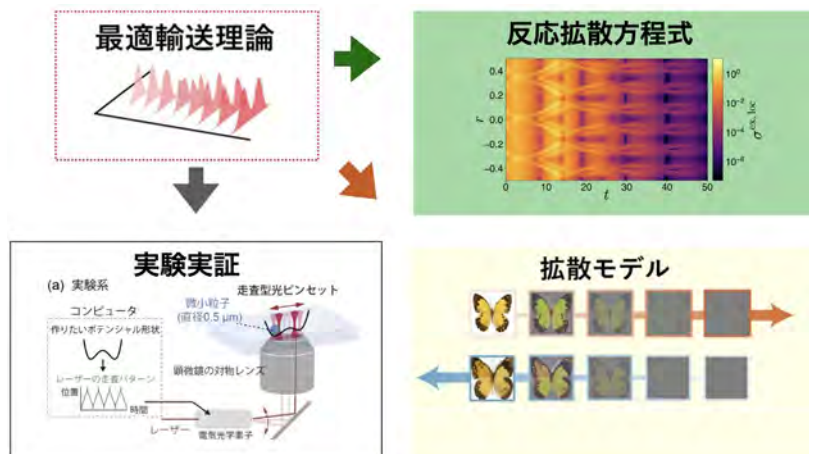 最適輸送理論
反応拡散方程式
0.4
0.2
0.0
−0.2
−0.4
r
0
10
20
30
40
50
t
10⁰
10⁻²
10⁻⁴
10⁻⁶
σ^ex, loc
実験実証
(a) 実験系
コンピュータ
作りたいポテンシャル形状
レーザーの走査パターン
位置
時間
レーザー
電気光学素子
走査型光ピンセット
微小粒子
(直径0.5 μm)
顕微鏡の対物レンズ
拡散モデル